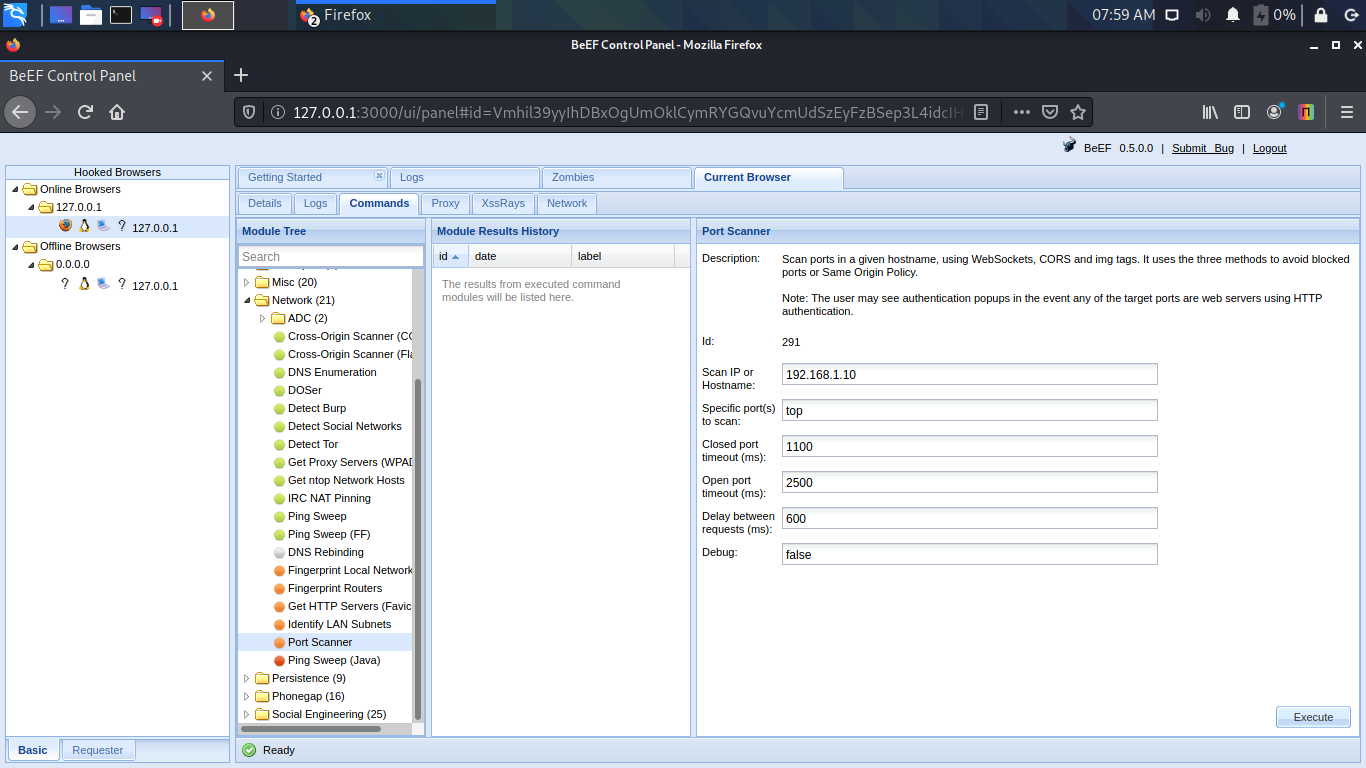 Firefox
2
07:59 AM
0%
BeEF Control Panel - Mozilla Firefox
BeEF Control Panel
127.0.0.1:3000/ui/panel#id=
BeEF 0.5.0.0 | Submit Bug | Logout
Hooked Browsers
Online Browsers
127.0.0.1
? 127.0.0.1
Offline Browsers
0.0.0.0
? ? 127.0.0.1
Basic
Requester
Getting Started
Logs
Zombies
Current Browser
Details
Logs
Commands
Proxy
XssRays
Network
Module Tree
Search
Misc (20)
Network (21)
ADC (2)
Cross-Origin Scanner (CO
Cross-Origin Scanner (Fla
DNS Enumeration
DOSer
Detect Burp
Detect Social Networks
Detect Tor
Get Proxy Servers (WPAD
Get ntop Network Hosts
IRC NAT Pinning
Ping Sweep
Ping Sweep (FF)
DNS Rebinding
Fingerprint Local Network
Fingerprint Routers
Get HTTP Servers (Favic
Identify LAN Subnets
Port Scanner
Ping Sweep (Java)
Persistence (9)
Phonegap (16)
Social Engineering (25)
Module Results History
id
date
label
The results from executed command
modules will be listed here.
Port Scanner
Description:
Scan ports in a given hostname, using WebSockets, CORS and img tags. It uses the three methods to avoid blocked
ports or Same Origin Policy.
Note: The user may see authentication popups in the event any of the target ports are web servers using HTTP
authentication.
Id:
291
Scan IP or
Hostname:
192.168.1.10
Specific port(s)
to scan:
top
Closed port
timeout (ms):
1100
Open port
timeout (ms):
2500
Delay between
requests (ms):
600
Debug:
false
Execute
Ready